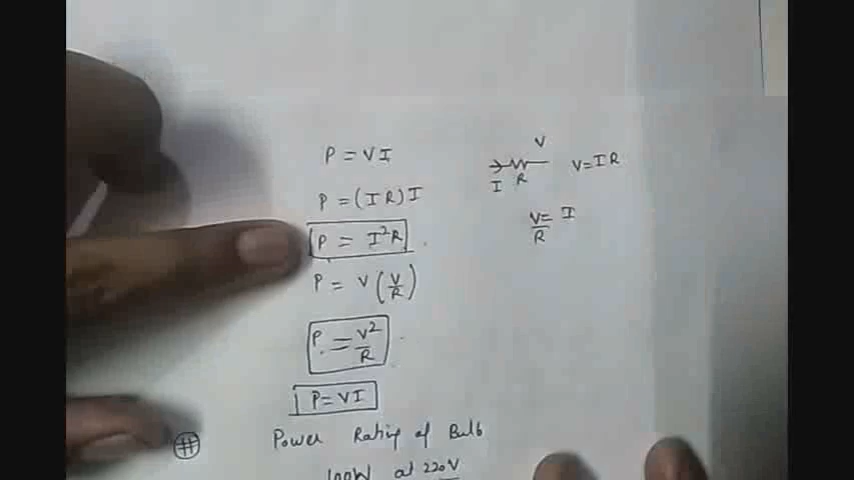 P = VI
P = (IR)I
P = I²R
P = V(V/R)
P = V²/R
P = VI
V
I R
V=IR
V/R = I
# Power Rating of Bulb
100W at 220V